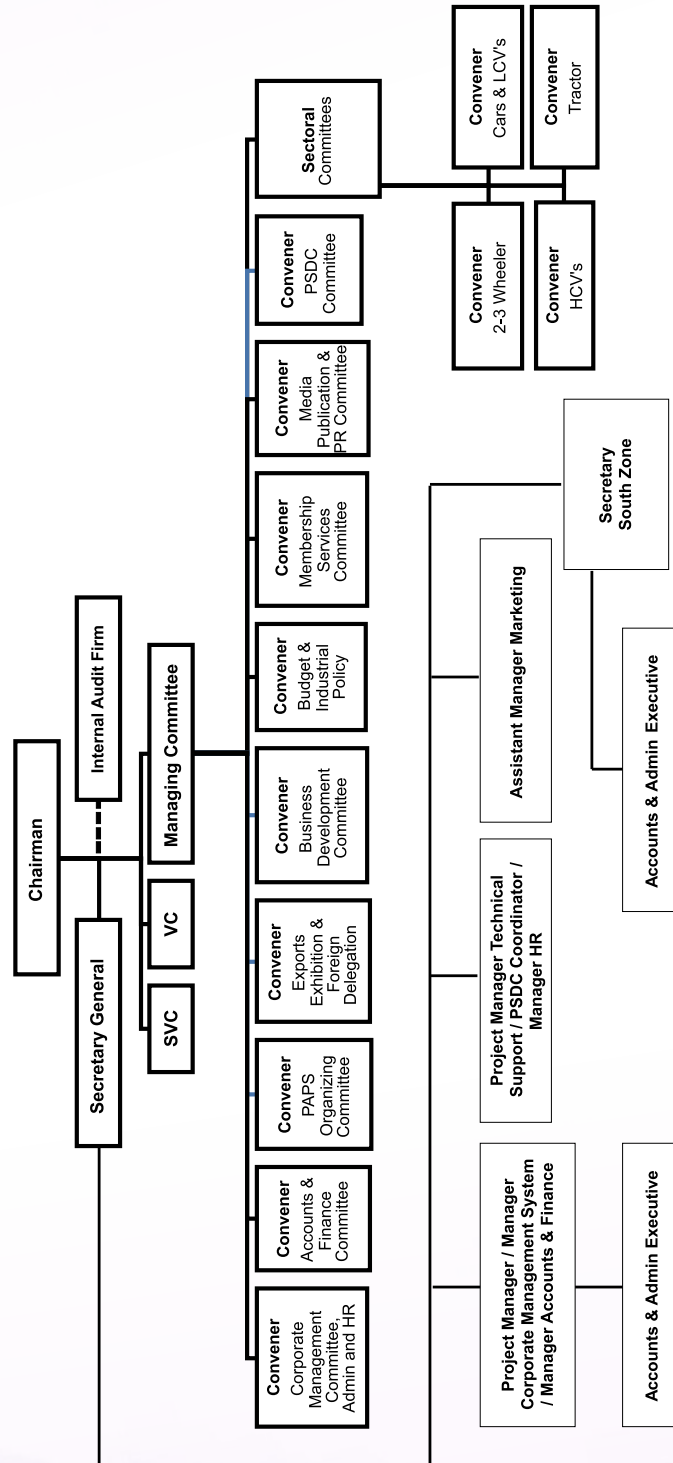 Chairman
Secretary General
Internal Audit Firm
SVC
VC
Managing Committee
Convener
Corporate
Management
Committee,
Admin and HR
Convener
Accounts &
Finance
Committee
Convener
PAPS
Organizing
Committee
Convener
Exports
Exhibition &
Foreign
Delegation
Convener
Business
Development
Committee
Convener
Budget &
Industrial
Policy
Convener
Membership
Services
Committee
Convener
Media
Publication &
PR Committee
Convener
PSDC
Committee
Sectoral
Committees
Convener
2-3 Wheeler
Convener
Cars & LCV's
Convener
HCV's
Convener
Tractor
Project Manager / Manager
Corporate Management System
/ Manager Accounts & Finance
Project Manager Technical
Support / PSDC Coordinator /
Manager HR
Assistant Manager Marketing
Secretary
South Zone
Accounts & Admin Executive
Accounts & Admin Executive